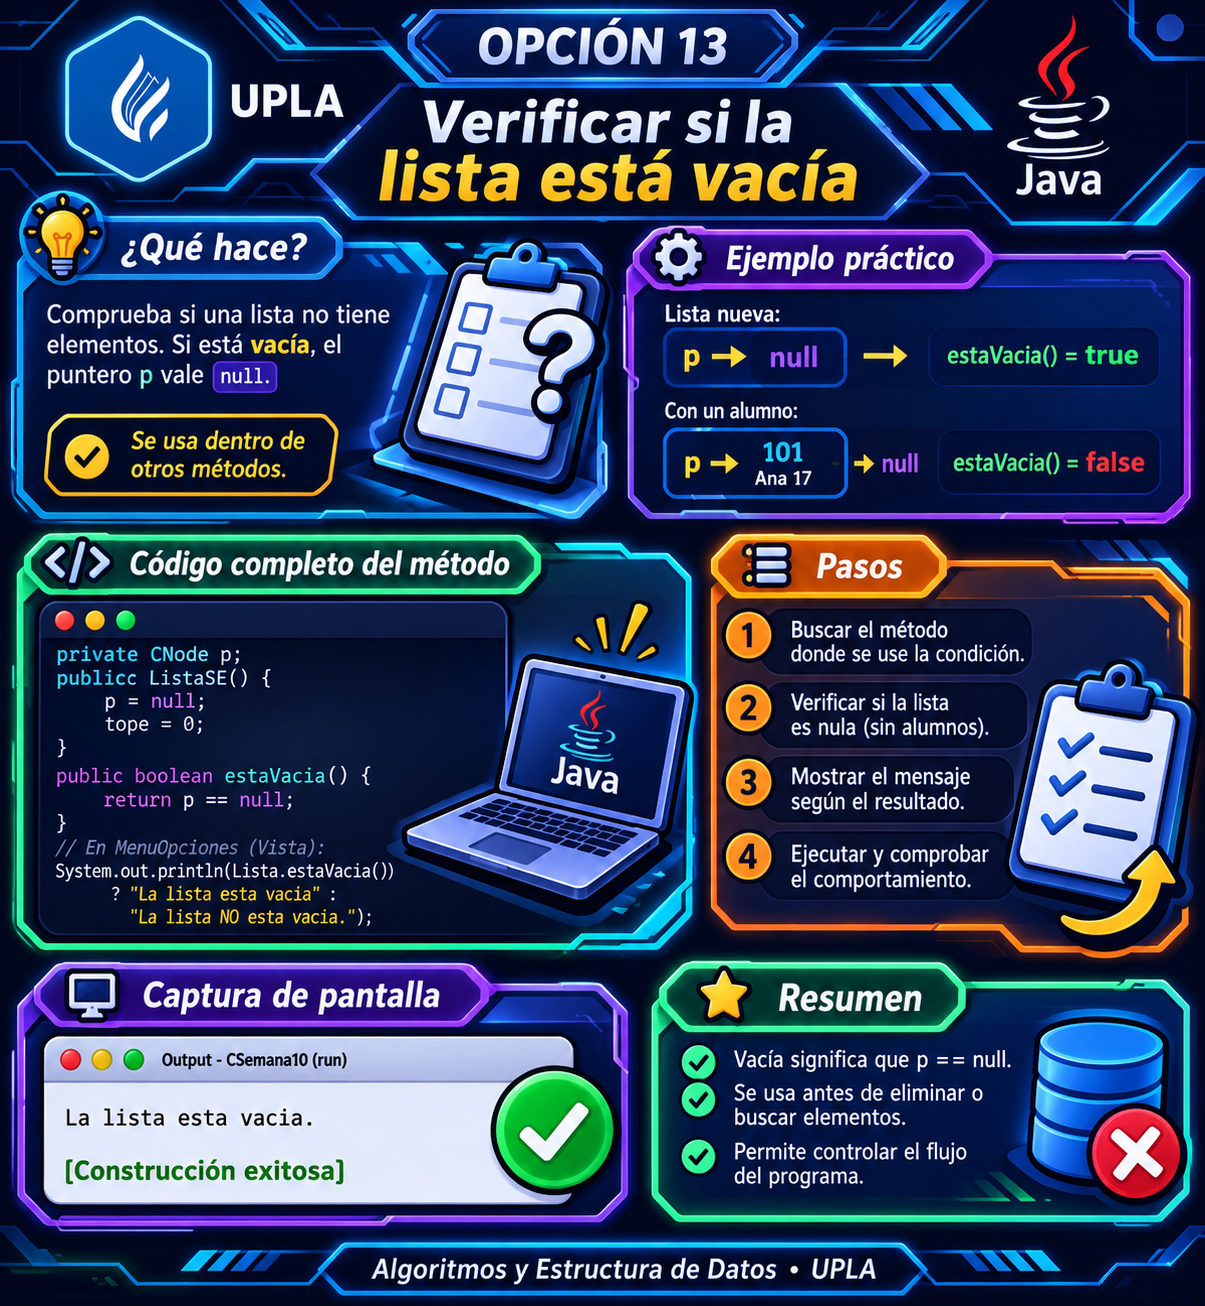 OPCIÓN 13
UPLA
Verificar si la
lista está vacía
Java
¿Qué hace?
Comprueba si una lista no tiene
elementos. Si está vacía, el
puntero p vale null.
Se usa dentro de
otros métodos.
Ejemplo práctico
Lista nueva:
p → null → estaVacia() = true
Con un alumno:
p → 101 → null estaVacia() = false
Ana 17
</> Código completo del método
private CNode p;
publicc ListaSE() {
    p = null;
    tope = 0;
}
public boolean estaVacia() {
    return p == null;
}
// En MenuOpciones (Vista):
System.out.println(Lista.estaVacia())
    ? "La lista esta vacia" :
      "La lista NO esta vacia.");
Java
Pasos
1 Buscar el método
donde se use la condición.
2 Verificar si la lista
es nula (sin alumnos).
3 Mostrar el mensaje
según el resultado.
4 Ejecutar y comprobar
el comportamiento.
Captura de pantalla
Output - CSemana10 (run)
La lista esta vacia.
[Construcción exitosa]
Resumen
Vacía significa que p == null.
Se usa antes de eliminar o
buscar elementos.
Permite controlar el flujo
del programa.
Algoritmos y Estructura de Datos • UPLA